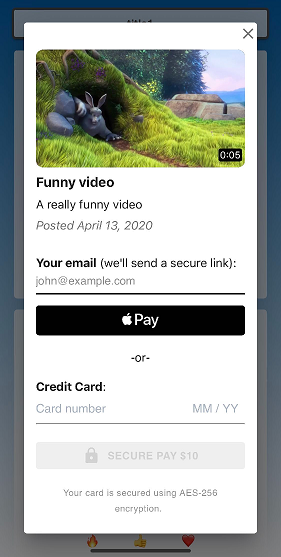 0:05
Funny video
A really funny video
Posted April 13, 2020
Your email (we'll send a secure link):
john@example.com
Pay
-or-
Credit Card:
Card number MM / YY
SECURE PAY $10
Your card is secured using AES-256
encryption.